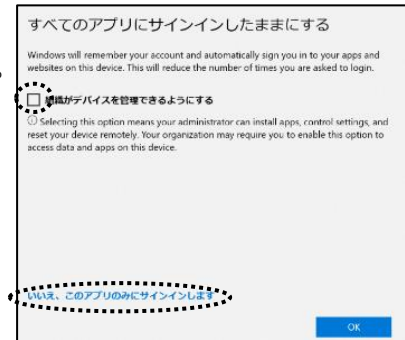 すべてのアプリにサインインしたままにする
Windows will remember your account and automatically sign you in to your apps and
websites on this device. This will reduce the number of times you are asked to login.
組織がデバイスを管理できるようにする
Selecting this option means your administrator can install apps, control settings, and
reset your device remotely. Your organization may require you to enable this option to
access data and apps on this device.
いいえ、このアプリのみにサインインします
OK